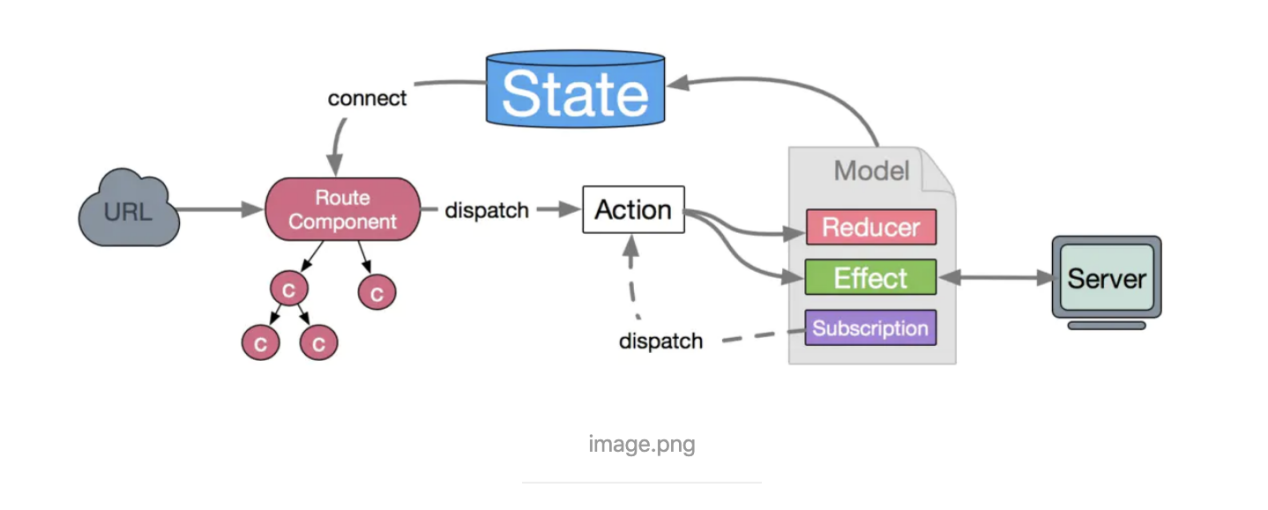 State
connect
Model
URL
Route
Component
dispatch
Action
Reducer
Effect
Server
Subscription
dispatch
C
C
C
C
image.png